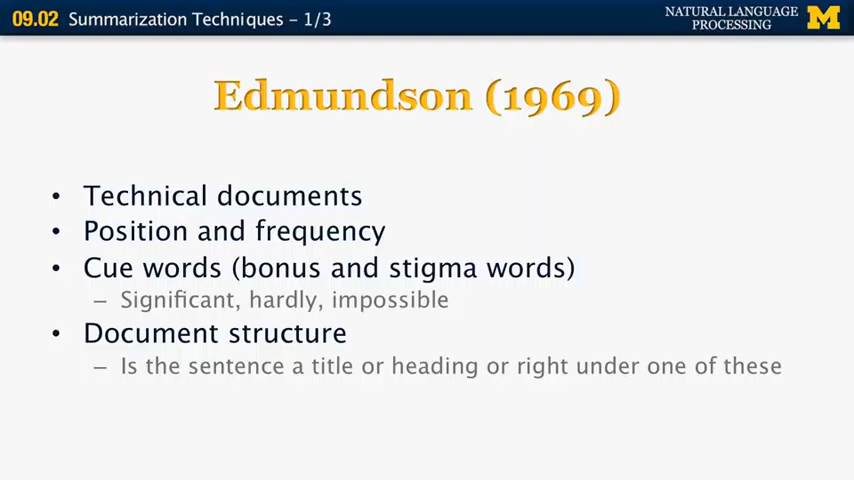 09.02 Summarization Techniques – 1/3
NATURAL LANGUAGE
PROCESSING
M
Edmundson (1969)
• Technical documents
• Position and frequency
• Cue words (bonus and stigma words)
– Significant, hardly, impossible
• Document structure
– Is the sentence a title or heading or right under one of these